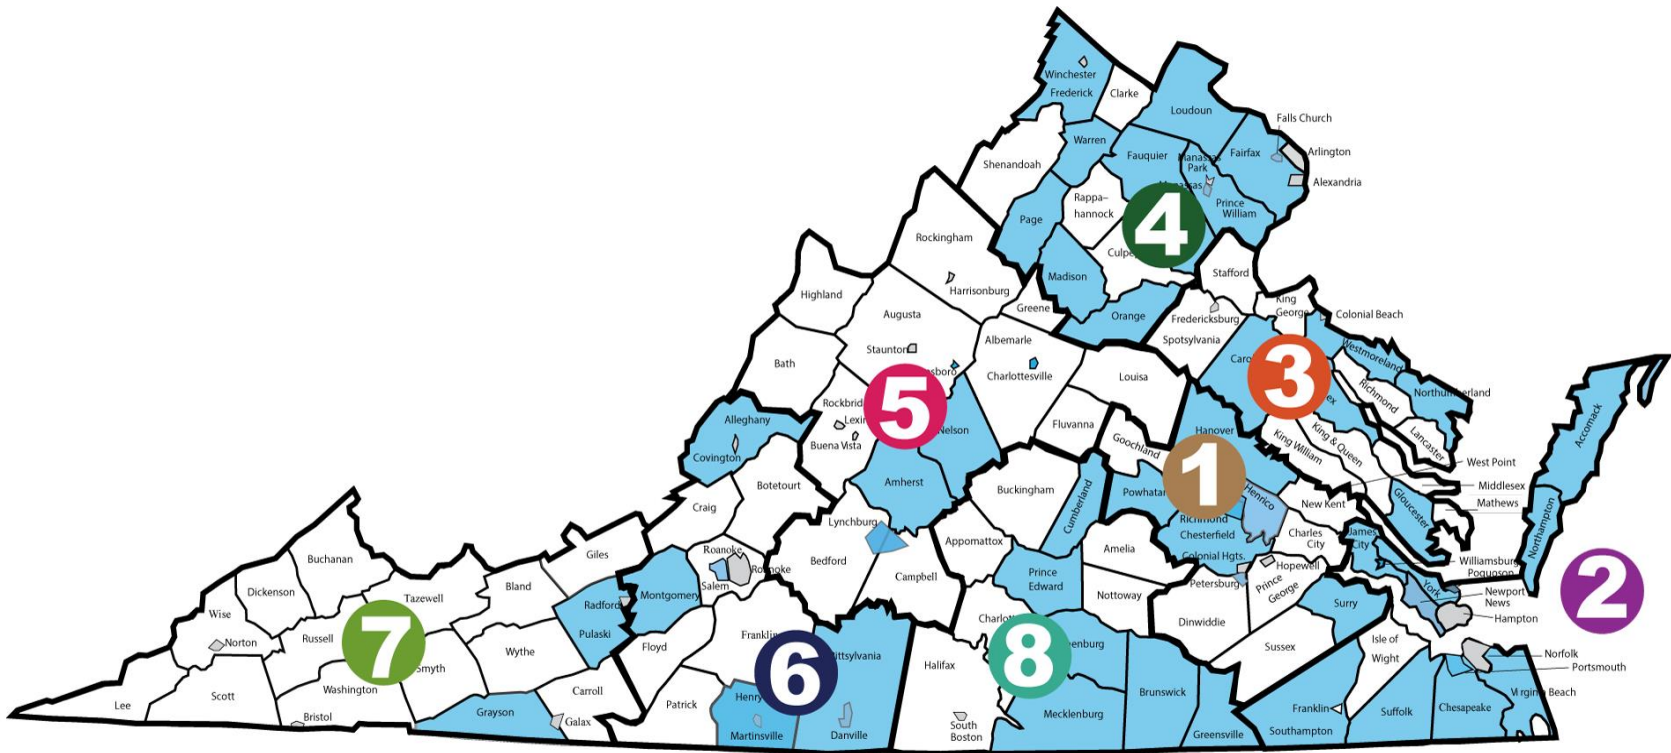 Winchester
Frederick
Clarke
Loudoun
Falls Church
Warren
Fauquier
Manassas
Park
Fairfax
Arlington
Alexandria
Shenandoah
Rappa–
hannock
Prince
William
Page
4
Rockingham
Madison
Stafford
Highland
Harrisonburg
King
George
Colonial Beach
Greene
Orange
Fredericksburg
Augusta
Albemarle
Spotsylvania
Westmoreland
Staunton
Bath
Charlottesville
Louisa
3
Richmond
Northumberland
5
Nelson
Accomack
Alleghany
Buena Vista
Fluvanna
Hanover
Goochland
King William
King & Queen
Lancaster
Covington
West Point
1
Botetourt
Amherst
Buckingham
Cumberland
Henrico
Middlesex
Mathews
Gloucester
New Kent
Craig
Lynchburg
Richmond
Charles
City
James
City
Northampton
Appomattox
Amelia
Chesterfield
Colonial Hgts.
Buchanan
Giles
Roanoke
Roanoke
Salem
Bedford
Hopewell
Williamsburg
Poquoson
Campbell
Prince
Edward
Petersburg
Prince
George
York
Newport
News
2
Dickenson
Bland
Montgomery
Nottoway
Surry
Hampton
Tazewell
Radford
Wise
Pulaski
Dinwiddie
Russell
Norton
7
Wythe
Floyd
6
8
Halifax
Sussex
Isle of
Wight
Norfolk
Portsmouth
Washington
Scott
Carroll
Patrick
Virginia Beach
Lee
Bristol
Grayson
Galax
Martinsville
Danville
South
Boston
Mecklenburg
Brunswick
Greensville
Franklin
Southampton
Suffolk
Chesapeake